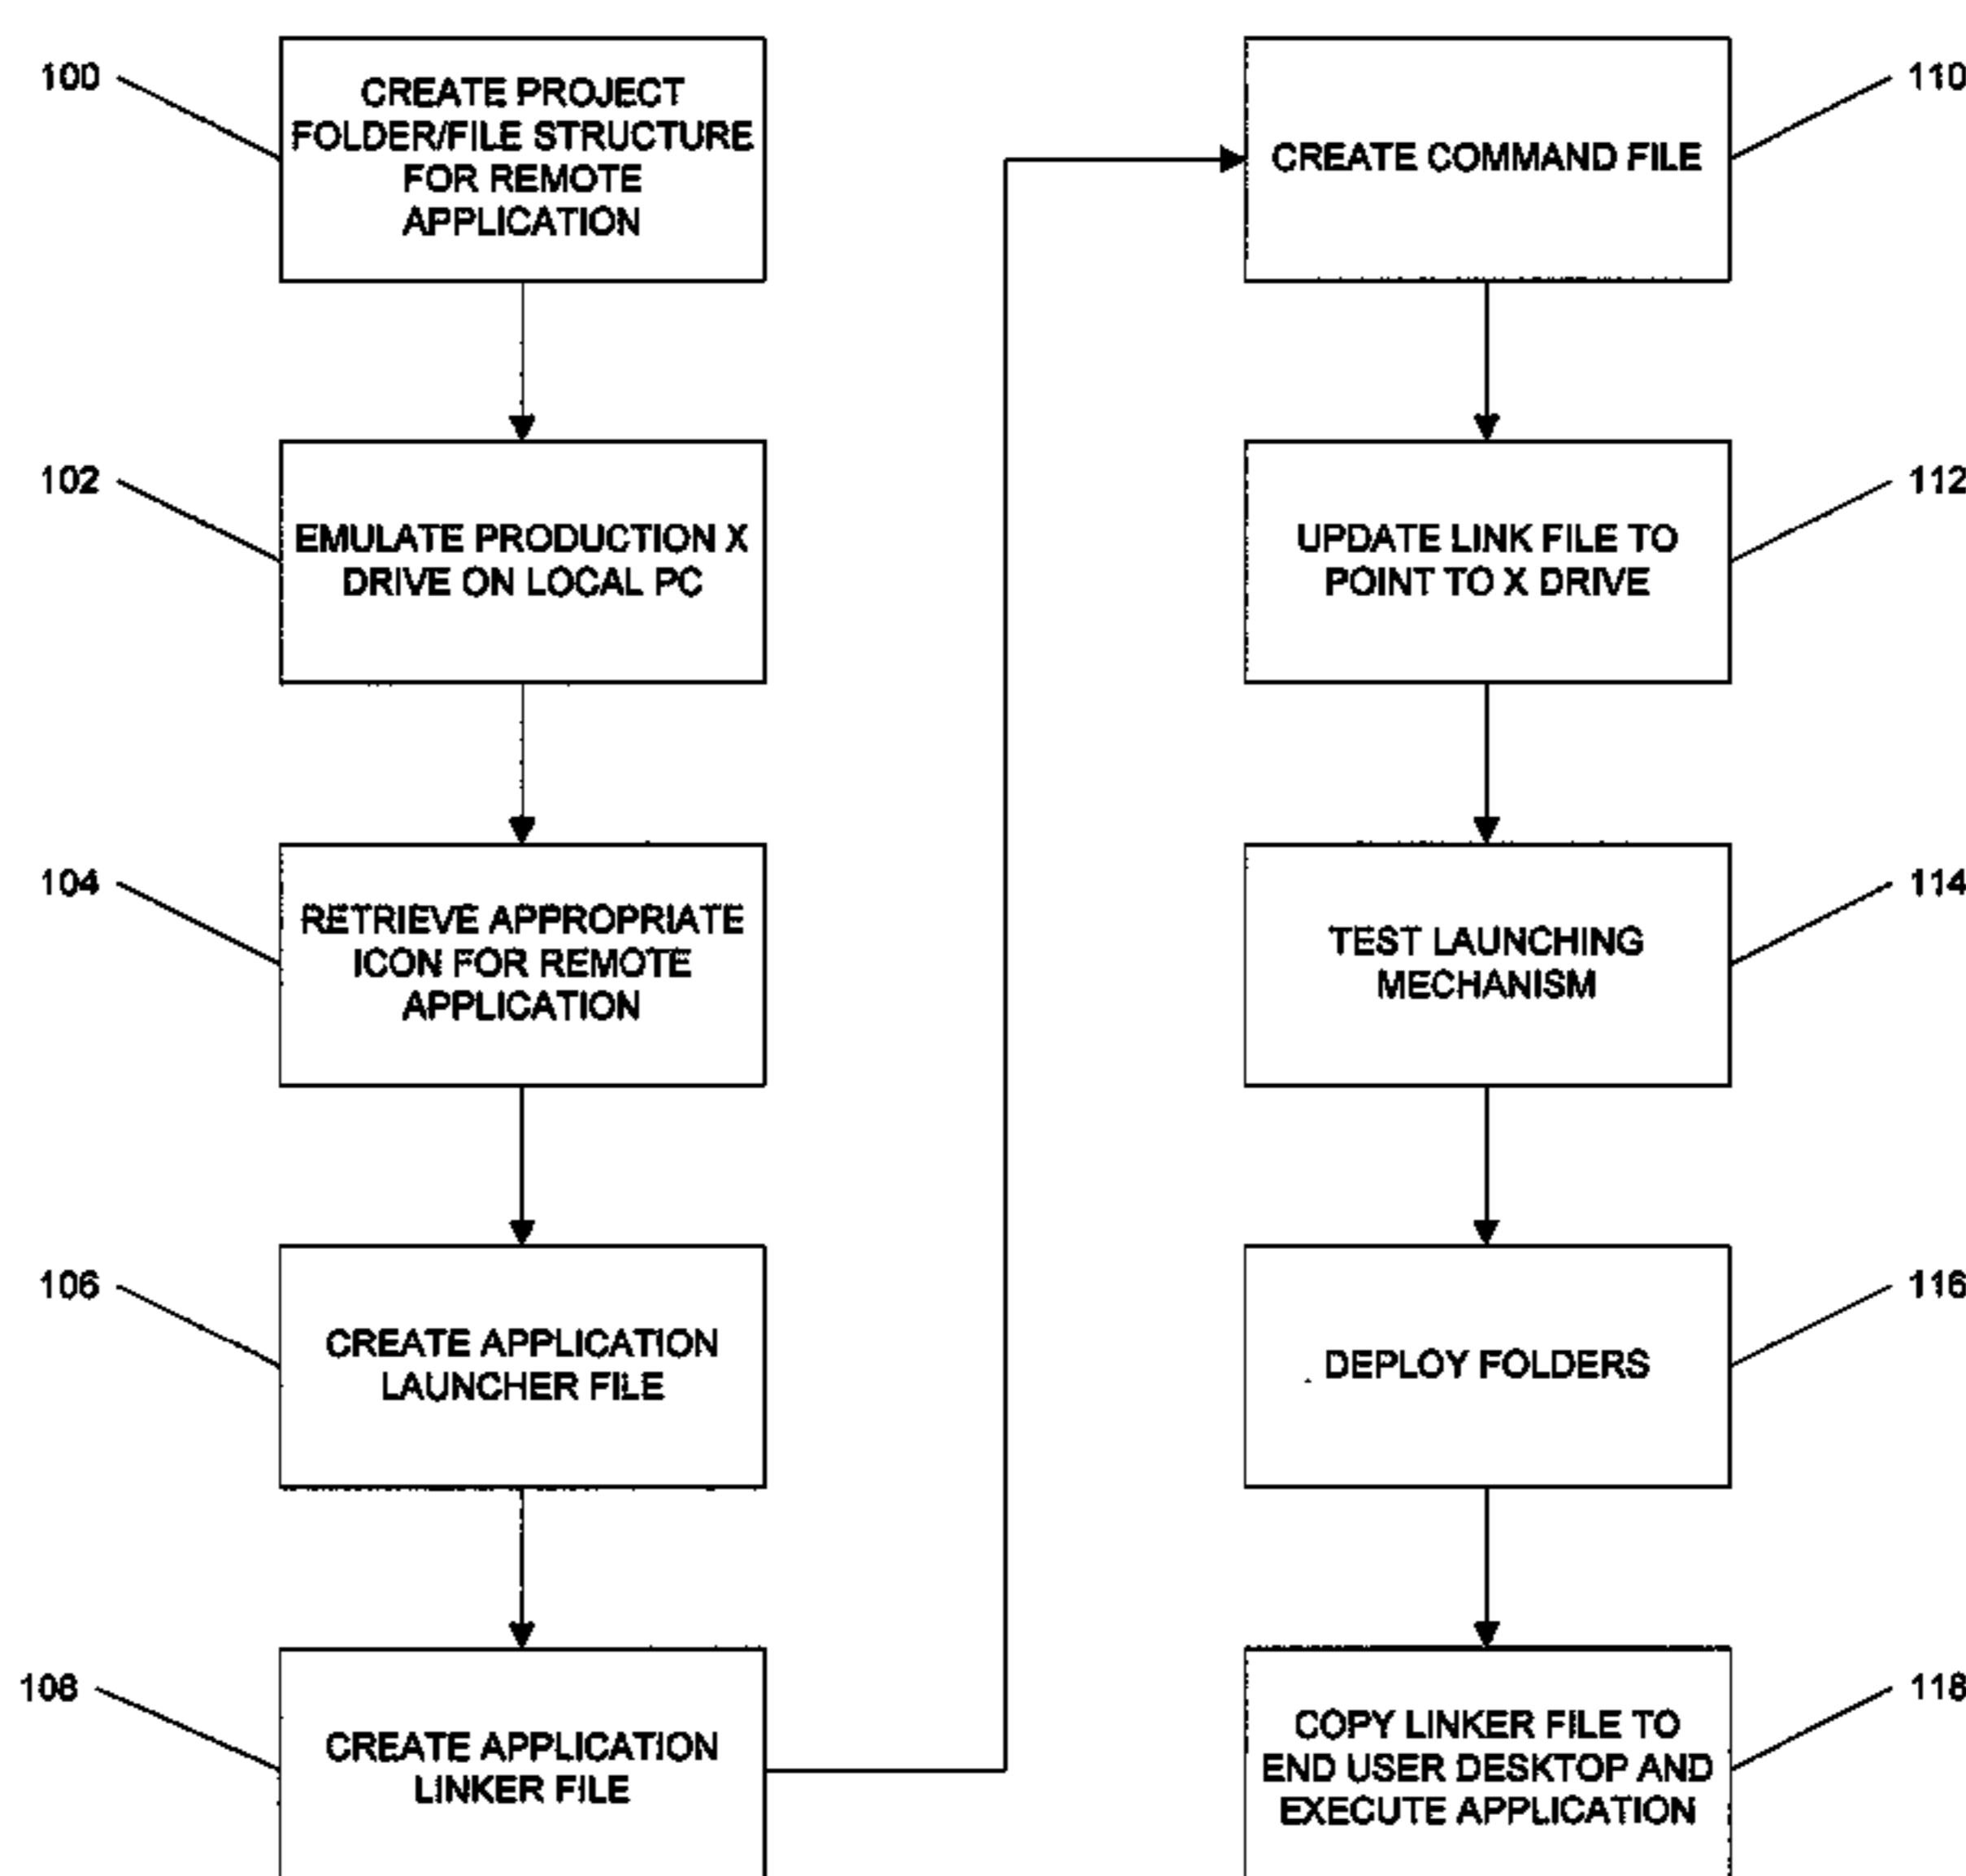 100
CREATE PROJECT
FOLDER/FILE STRUCTURE
FOR REMOTE
APPLICATION
102
EMULATE PRODUCTION X
DRIVE ON LOCAL PC
104
RETRIEVE APPROPRIATE
ICON FOR REMOTE
APPLICATION
106
CREATE APPLICATION
LAUNCHER FILE
108
CREATE APPLICATION
LINKER FILE
110
CREATE COMMAND FILE
112
UPDATE LINK FILE TO
POINT TO X DRIVE
114
TEST LAUNCHING
MECHANISM
116
DEPLOY FOLDERS
118
COPY LINKER FILE TO
END USER DESKTOP AND
EXECUTE APPLICATION